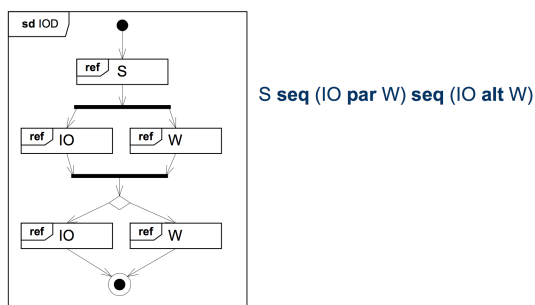 sd IOD
ref S
S seq (IO par W) seq (IO alt W)
ref IO
ref W
ref IO
ref W